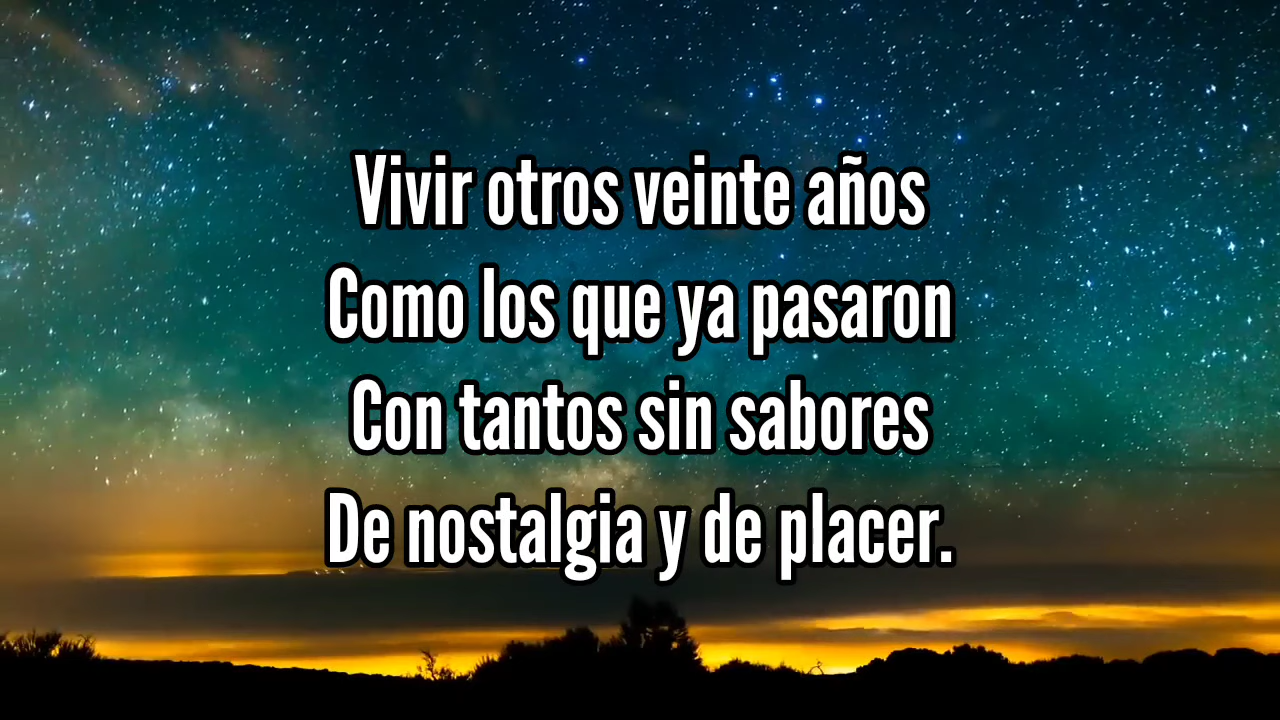 Vivir otros veinte años
Como los que ya pasaron
Con tantos sin sabores
De nostalgia y de placer.